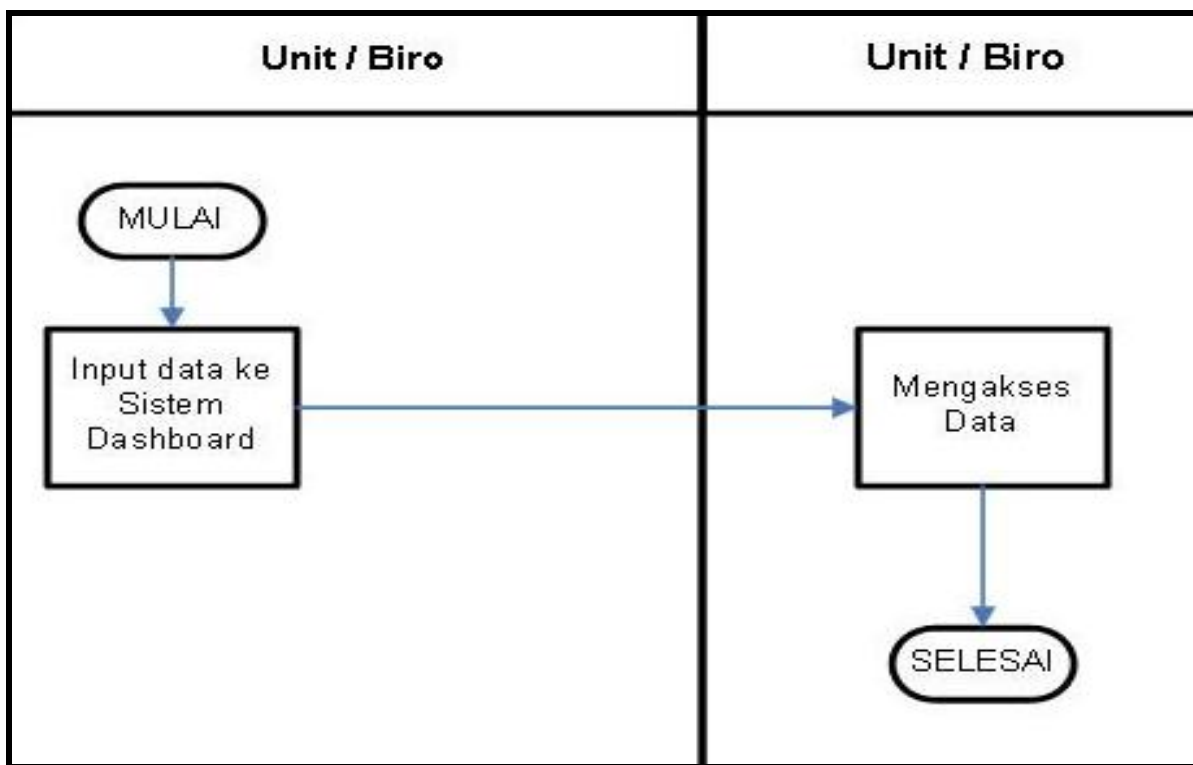 Unit / Biro
Unit / Biro
MULAI
Input data ke
Sistem
Dashboard
Mengakses
Data
SELESAI